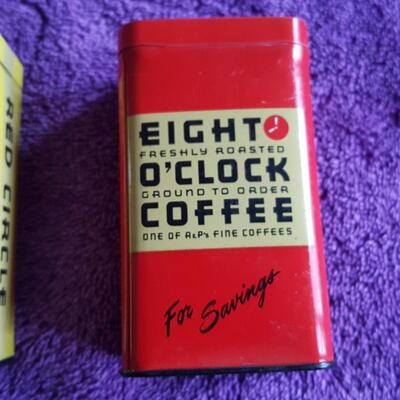 RED CIRCLE
EIGHT
FRESHLY ROASTED
O'CLOCK
GROUND TO ORDER
COFFEE
ONE OF A&P's FINE COFFEES
For Savings